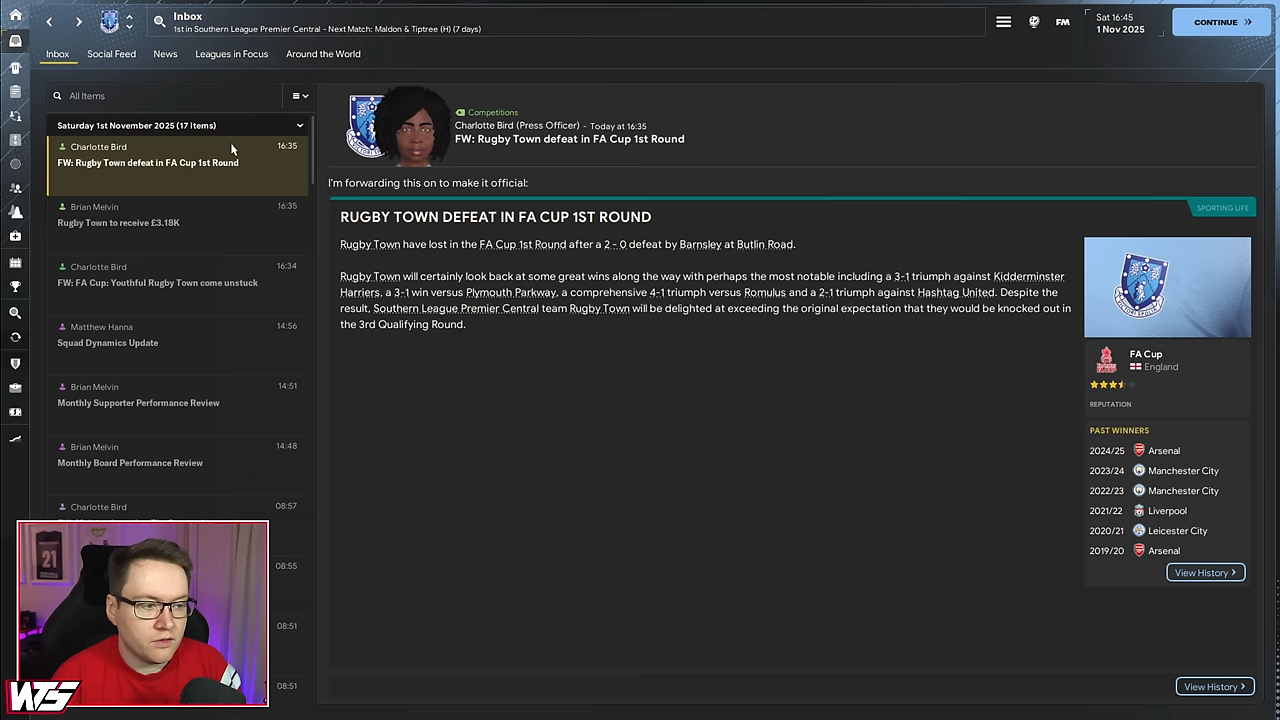 Inbox
1st in Southern League Premier Central - Next Match: Maldon & Tiptree (H) (7 days)
FM
Sat 16:45
1 Nov 2025
CONTINUE
Inbox
Social Feed
News
Leagues in Focus
Around the World
All Items
Saturday 1st November 2025 (17 Items)
Charlotte Bird
16:35
FW: Rugby Town defeat in FA Cup 1st Round
Brian Melvin
16:35
Rugby Town to receive £3.18K
Charlotte Bird
16:34
FW: FA Cup: Youthful Rugby Town come unstuck
Matthew Hanna
14:56
Squad Dynamics Update
Brian Melvin
14:51
Monthly Supporter Performance Review
Brian Melvin
14:48
Monthly Board Performance Review
Charlotte Bird
08:57
08:55
08:51
08:51
Competitions
Charlotte Bird (Press Officer) - Today at 16:35
FW: Rugby Town defeat in FA Cup 1st Round
I'm forwarding this on to make it official:
SPORTING LIFE
RUGBY TOWN DEFEAT IN FA CUP 1ST ROUND
Rugby Town have lost in the FA Cup 1st Round after a 2 - 0 defeat by Barnsley at Butlin Road.
Rugby Town will certainly look back at some great wins along the way with perhaps the most notable including a 3-1 triumph against Kidderminster
Harriers, a 3-1 win versus Plymouth Parkway, a comprehensive 4-1 triumph versus Romulus and a 2-1 triumph against Hashtag United. Despite the
result, Southern League Premier Central team Rugby Town will be delighted at exceeding the original expectation that they would be knocked out in
the 3rd Qualifying Round.
FA Cup
England
REPUTATION
PAST WINNERS
2024/25 Arsenal
2023/24 Manchester City
2022/23 Manchester City
2021/22 Liverpool
2020/21 Leicester City
2019/20 Arsenal
View History
View History
21
WTS